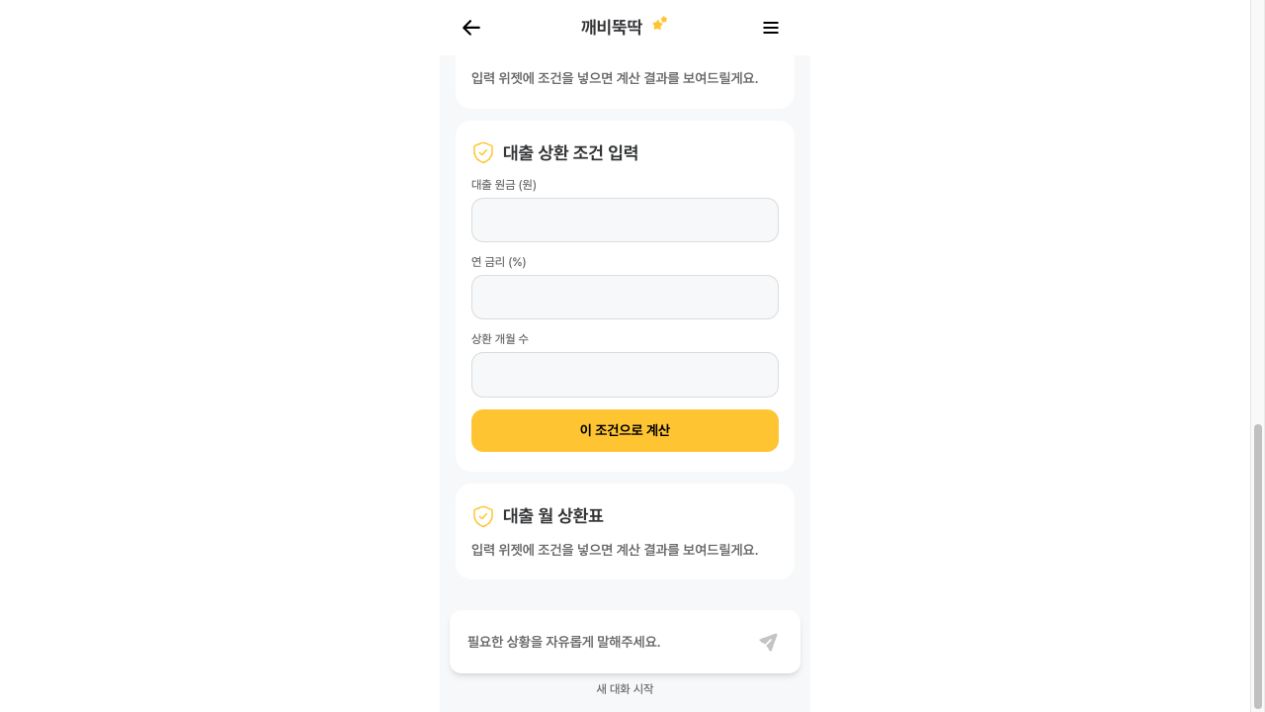 깨비뚝딱
입력 위젯에 조건을 넣으면 계산 결과를 보여드릴게요.
대출 상환 조건 입력
대출 원금 (원)
연 금리 (%)
상환 개월 수
이 조건으로 계산
대출 월 상환표
입력 위젯에 조건을 넣으면 계산 결과를 보여드릴게요.
필요한 상황을 자유롭게 말해주세요.
새 대화 시작